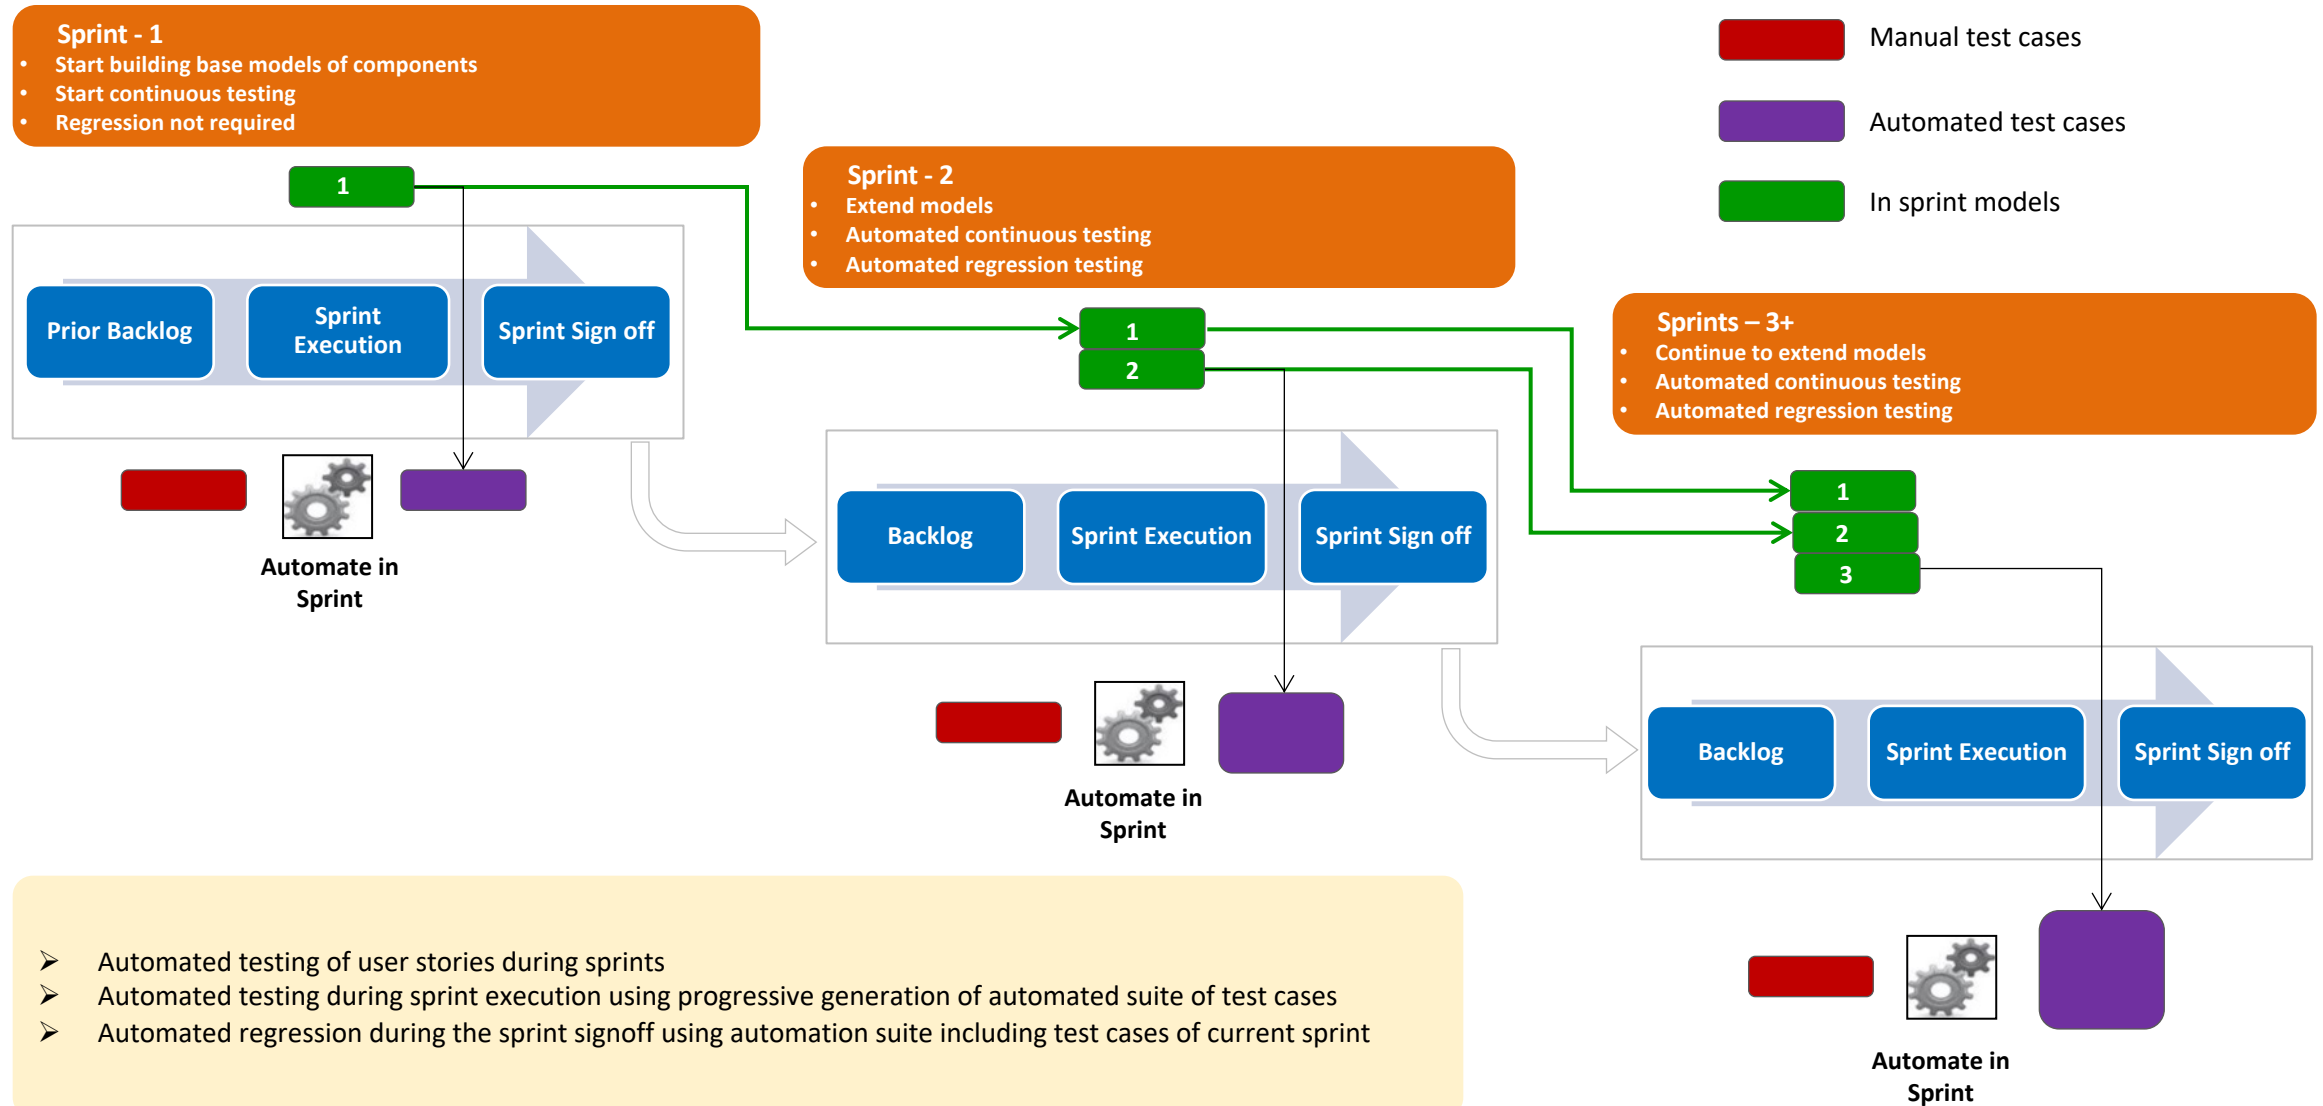 Sprint - 1
• Start building base models of components
• Start continuous testing
• Regression not required
Manual test cases
Automated test cases
In sprint models
1
Sprint - 2
• Extend models
• Automated continuous testing
• Automated regression testing
Prior Backlog
Sprint
Execution
Sprint Sign off
1
2
Sprints – 3+
• Continue to extend models
• Automated continuous testing
• Automated regression testing
Automate in
Sprint
Backlog
Sprint Execution
Sprint Sign off
1
2
3
Automate in
Sprint
Backlog
Sprint Execution
Sprint Sign off
Automate in
Sprint
➢ Automated testing of user stories during sprints
➢ Automated testing during sprint execution using progressive generation of automated suite of test cases
➢ Automated regression during the sprint signoff using automation suite including test cases of current sprint